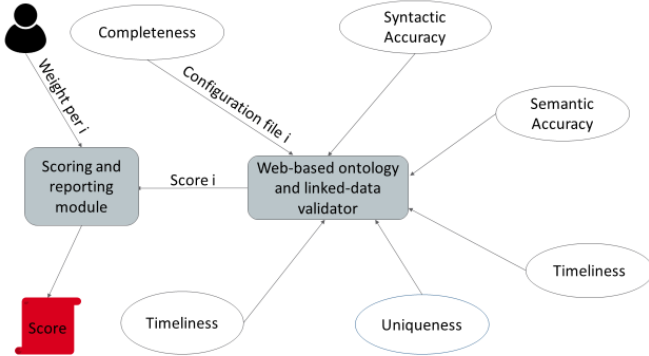 Completeness
Syntactic
Accuracy
Weight per i
Configuration file i
Semantic
Accuracy
Scoring and
reporting
module
Score i
Web-based ontology
and linked-data
validator
Timeliness
Score
Timeliness
Uniqueness